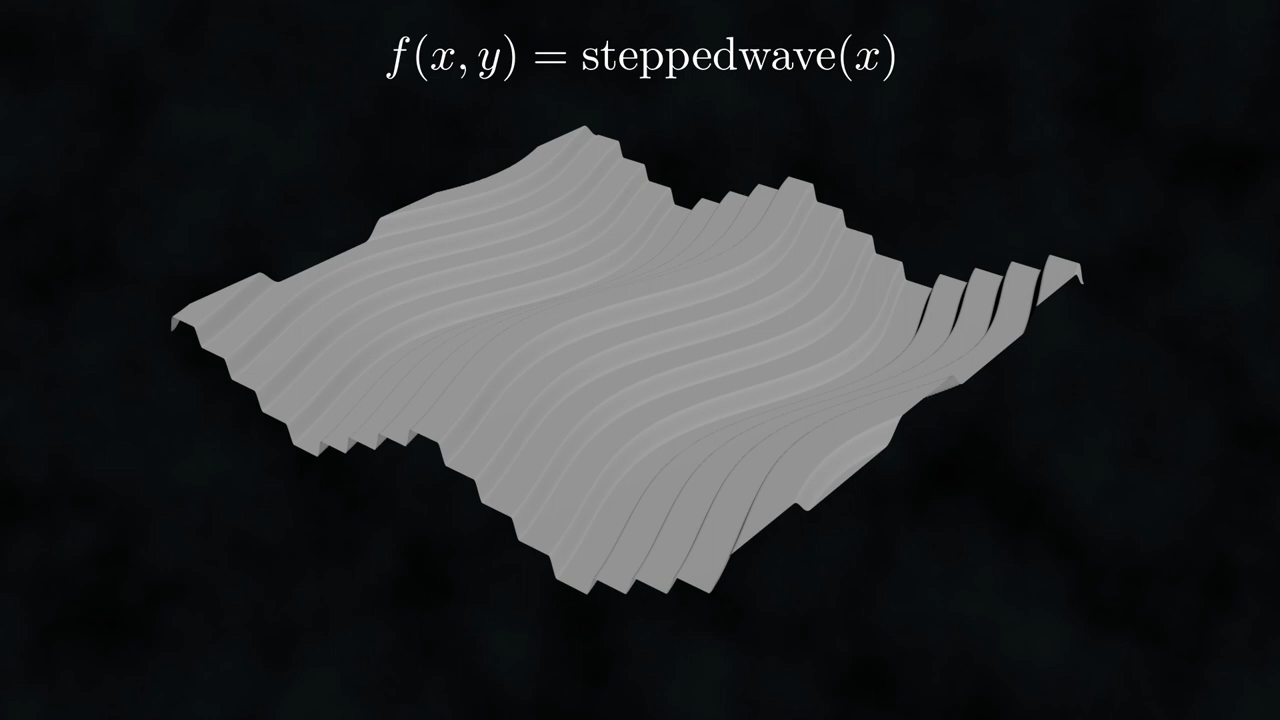 f(x, y) = steppedwave(x)